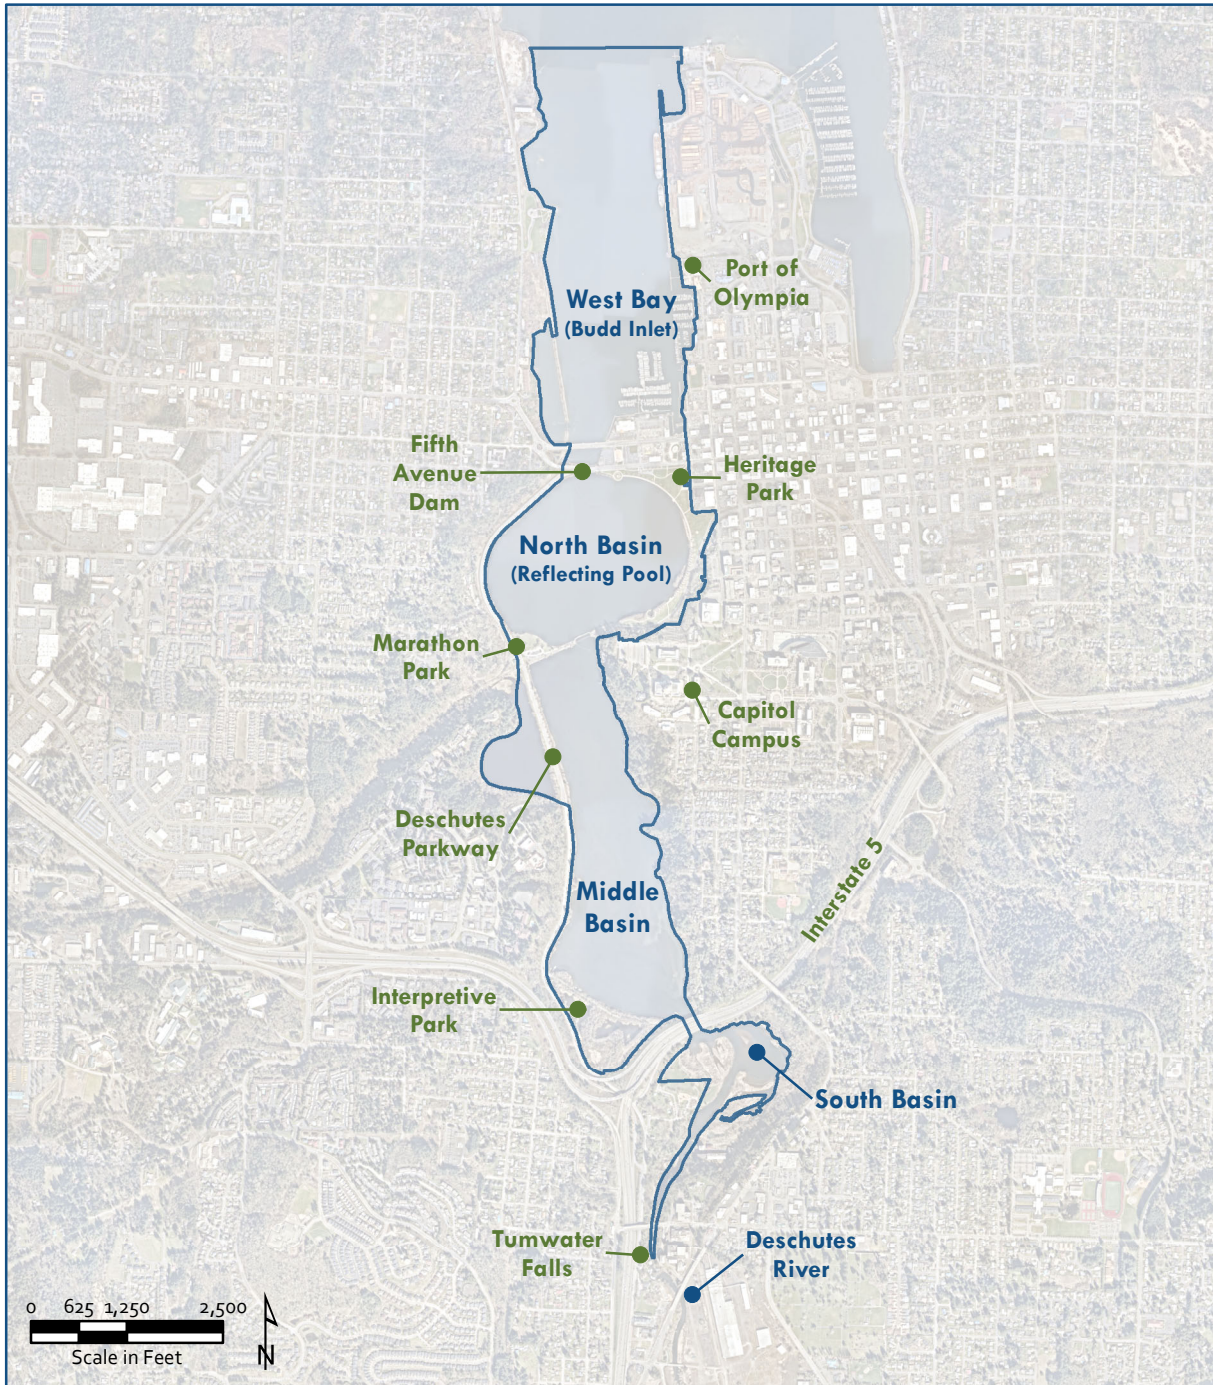 Port of
Olympia
West Bay
(Budd Inlet)
Fifth
Avenue
Dam
Heritage
Park
North Basin
(Reflecting Pool)
Marathon
Park
Capitol
Campus
Deschutes
Parkway
Interstate 5
Middle
Basin
Interpretive
Park
South Basin
Tumwater
Falls
Deschutes
River
0 625 1,250 2,500
Scale in Feet
N